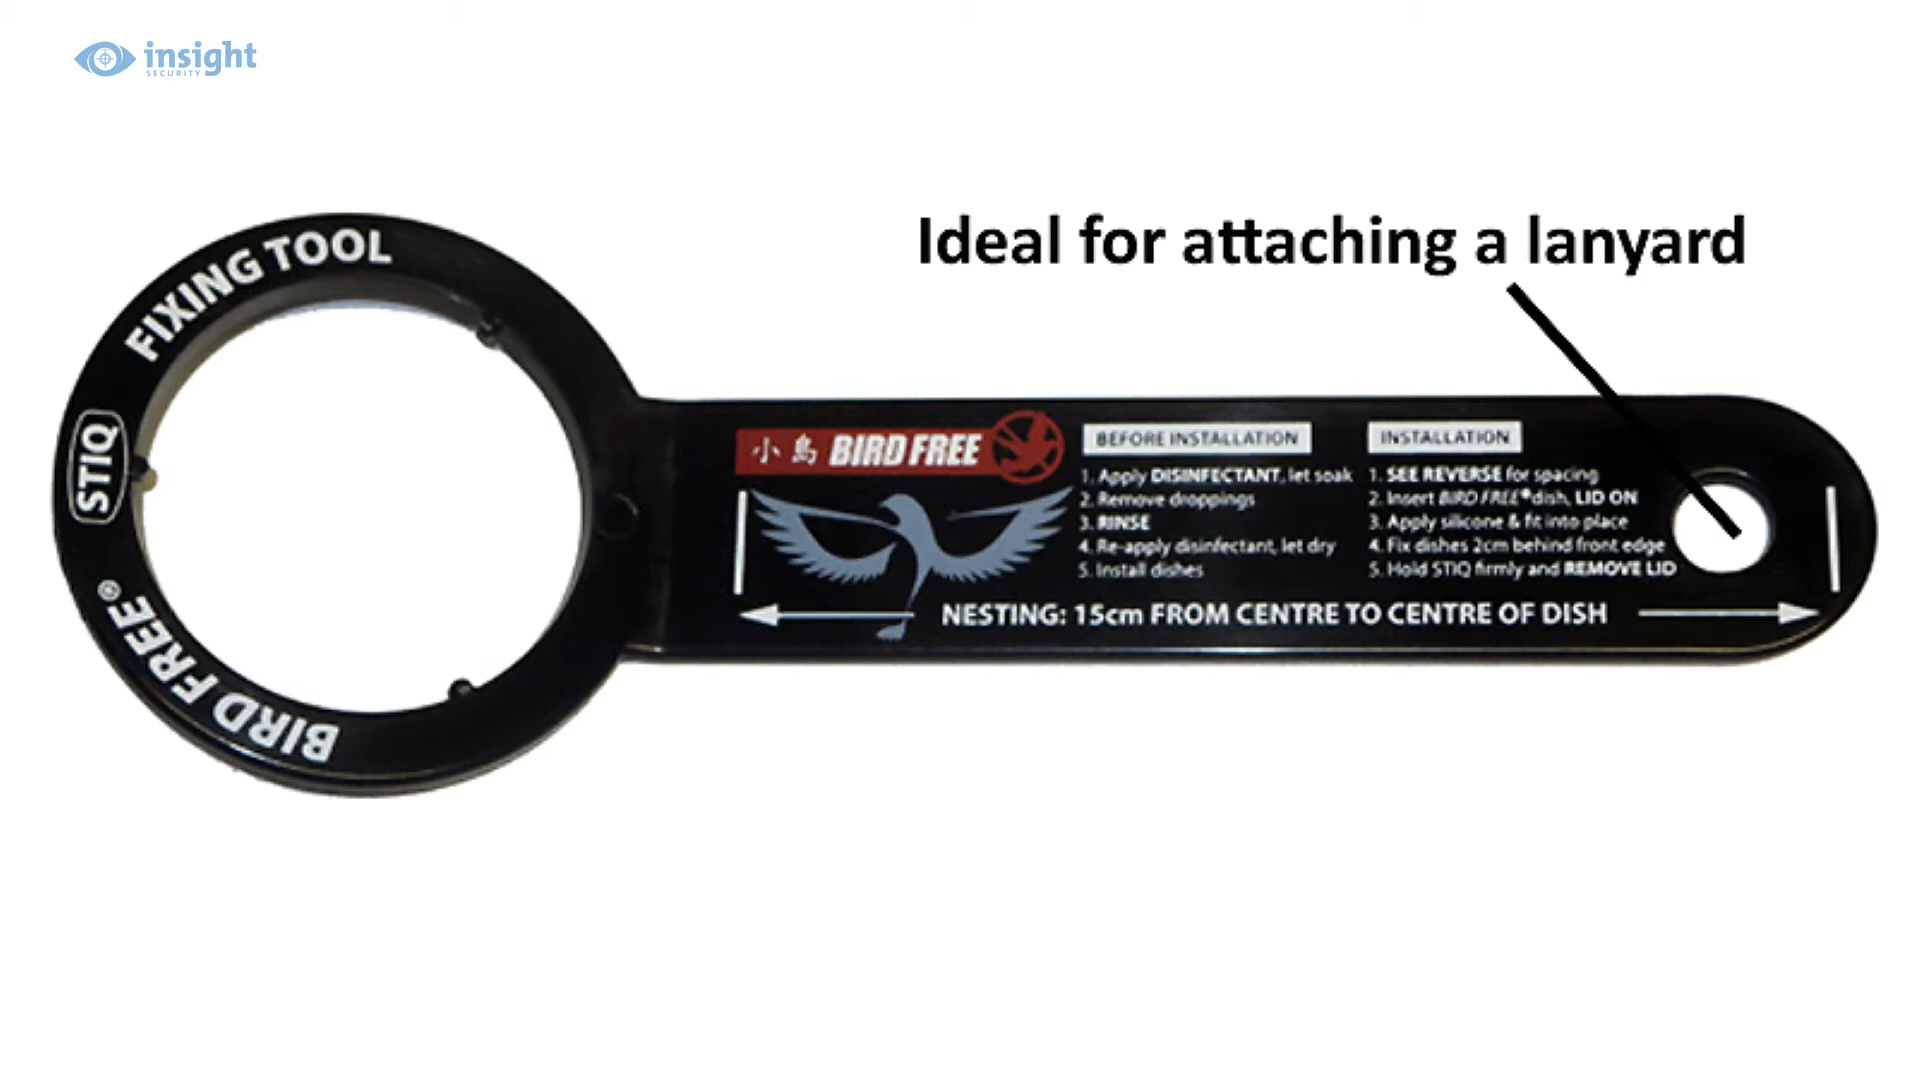 insight
SECURITY
Ideal for attaching a lanyard
FIXING TOOL
STIQ
BIRD FREE®
小鳥 BIRD FREE
BEFORE INSTALLATION
1. Apply DISINFECTANT, let soak
2. Remove droppings
3. RINSE
4. Re-apply disinfectant, let dry
5. Install dishes
INSTALLATION
1. SEE REVERSE for spacing
2. Insert BIRD FREE® dish, LID ON
3. Apply silicone & fit into place
4. Fix dishes 2cm behind front edge
5. Hold STIQ firmly and REMOVE LID
NESTING: 15cm FROM CENTRE TO CENTRE OF DISH